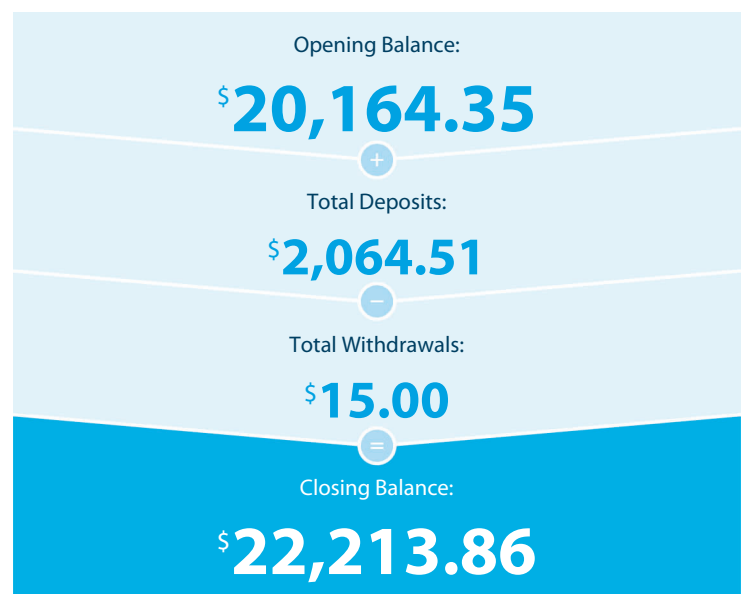 Opening Balance:
$20,164.35
+
Total Deposits:
$2,064.51
−
Total Withdrawals:
$15.00
=
Closing Balance:
$22,213.86